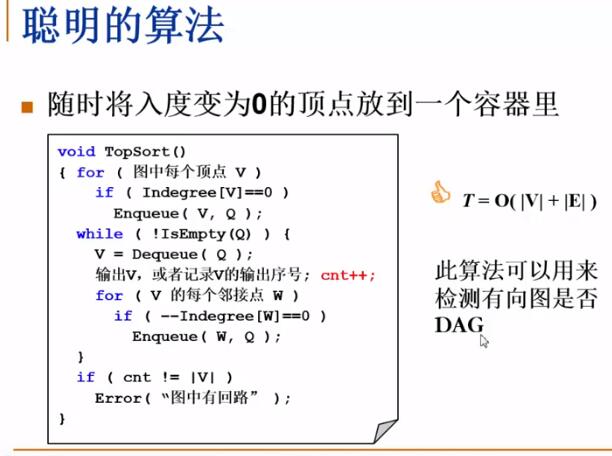 聪明的算法
随时将入度变为0的顶点放到一个容器里
void TopSort()
{ for ( 图中每个顶点 V )
if ( Indegree[V]==0 )
Enqueue( V, Q );
while ( !IsEmpty(Q) ) {
V = Dequeue( Q );
输出V，或者记录V的输出序号; cnt++;
for ( V 的每个邻接点 W )
if ( --Indegree[W]==0 )
Enqueue( W, Q );
}
if ( cnt != |V| )
Error( “图中有回路” );
}
T = O( |V| + |E| )
此算法可以用来
检测有向图是否
DAG